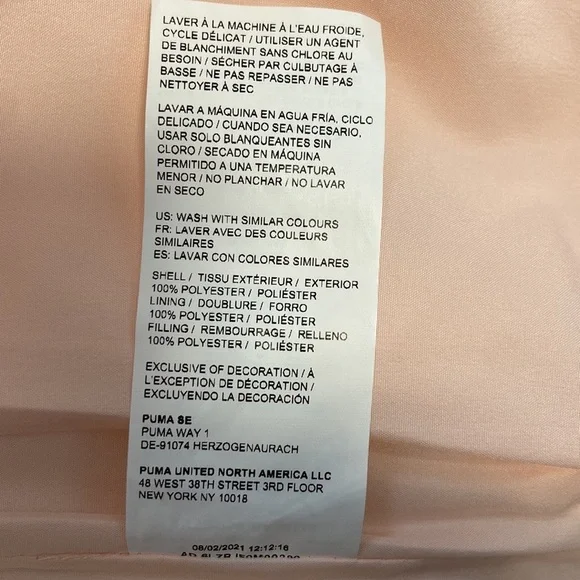 LAVER À LA MACHINE À L'EAU FROIDE,
CYCLE DÉLICAT / UTILISER UN AGENT
DE BLANCHIMENT SANS CHLORE AU
BESOIN / SÉCHER PAR CULBUTAGE À
BASSE / NE PAS REPASSER / NE PAS
NETTOYER À SEC
LAVAR A MÁQUINA EN AGUA FRÍA, CICLO
DELICADO / CUANDO SEA NECESARIO,
USAR SOLO BLANQUEANTES SIN
CLORO / SECADO EN MÁQUINA
PERMITIDO A UNA TEMPERATURA
MENOR / NO PLANCHAR / NO LAVAR
EN SECO
US: WASH WITH SIMILAR COLOURS
FR: LAVER AVEC DES COULEURS
SIMILAIRES
ES: LAVAR CON COLORES SIMILARES
SHELL / TISSU EXTÉRIEUR / EXTERIOR
100% POLYESTER / POLIÉSTER
LINING / DOUBLURE / FORRO
100% POLYESTER / POLIÉSTER
FILLING / REMBOURRAGE / RELLENO
100% POLYESTER / POLIÉSTER
EXCLUSIVE OF DECORATION / À
L'EXCEPTION DE DÉCORATION /
EXCLUYENDO LA DECORACIÓN
PUMA SE
PUMA WAY 1
DE-91074 HERZOGENAURACH
PUMA UNITED NORTH AMERICA LLC
48 WEST 38TH STREET 3RD FLOOR
NEW YORK NY 10018
06/02/2021 12:12:16